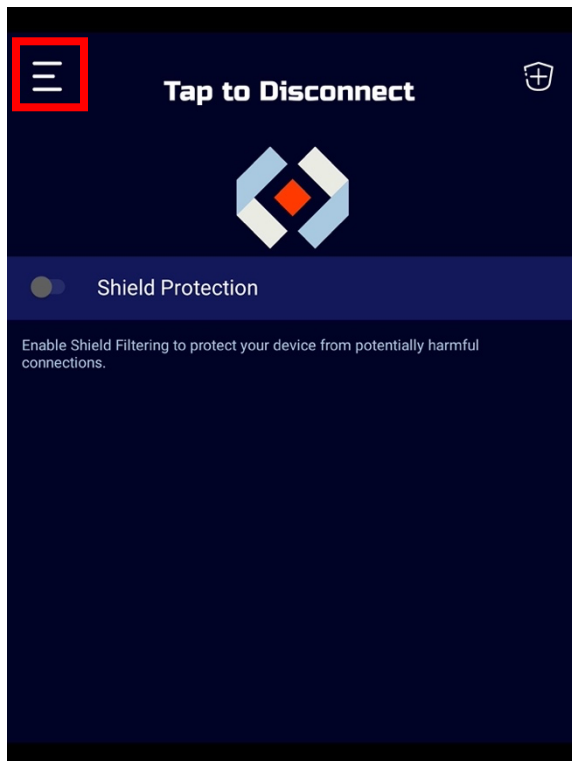 Tap to Disconnect
Shield Protection
Enable Shield Filtering to protect your device from potentially harmful
connections.